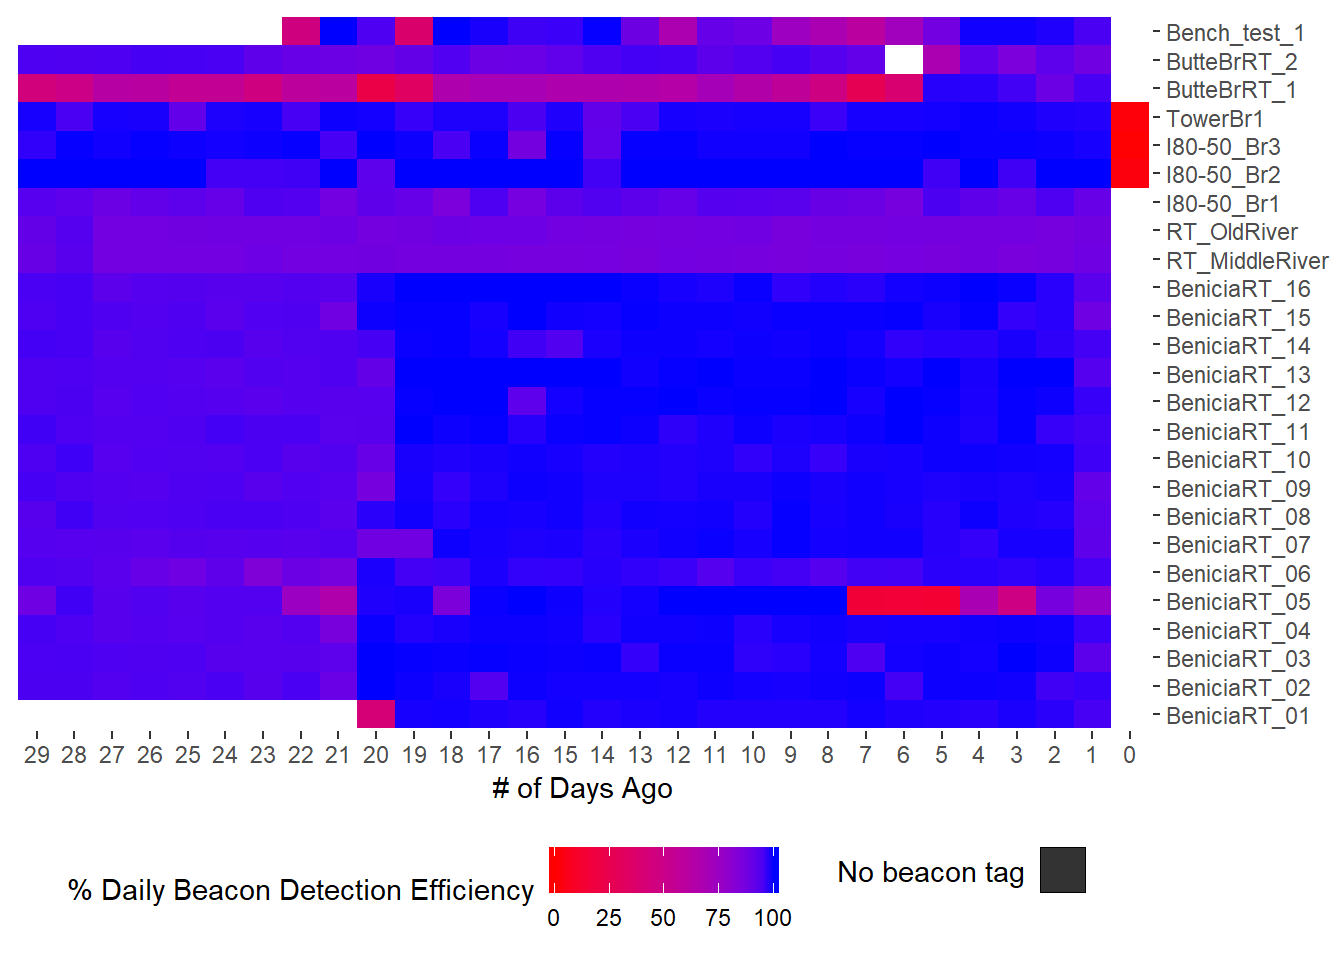 Bench_test_1
ButteBrRT_2
ButteBrRT_1
TowerBr1
I80-50_Br3
I80-50_Br2
I80-50_Br1
RT_OldRiver
RT_MiddleRiver
BeniciaRT_16
BeniciaRT_15
BeniciaRT_14
BeniciaRT_13
BeniciaRT_12
BeniciaRT_11
BeniciaRT_10
BeniciaRT_09
BeniciaRT_08
BeniciaRT_07
BeniciaRT_06
BeniciaRT_05
BeniciaRT_04
BeniciaRT_03
BeniciaRT_02
BeniciaRT_01
29 28 27 26 25 24 23 22 21 20 19 18 17 16 15 14 13 12 11 10 9 8 7 6 5 4 3 2 1 0
# of Days Ago
% Daily Beacon Detection Efficiency
0 25 50 75 100
No beacon tag